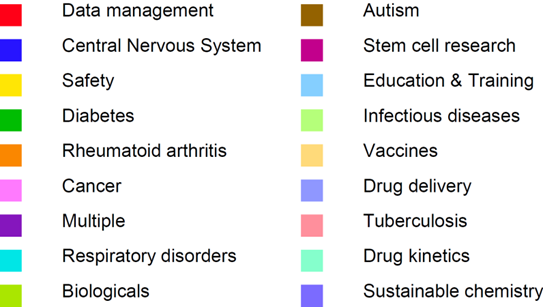 Data management
Central Nervous System
Safety
Diabetes
Rheumatoid arthritis
Cancer
Multiple
Respiratory disorders
Biologicals
Autism
Stem cell research
Education & Training
Infectious diseases
Vaccines
Drug delivery
Tuberculosis
Drug kinetics
Sustainable chemistry